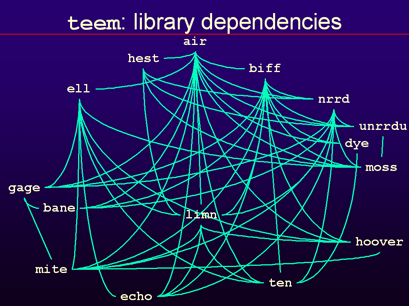 teem: library dependencies
air
hest
biff
ell
nrrd
unrrdu
dye
moss
gage
bane
limn
hoover
mite
ten
echo